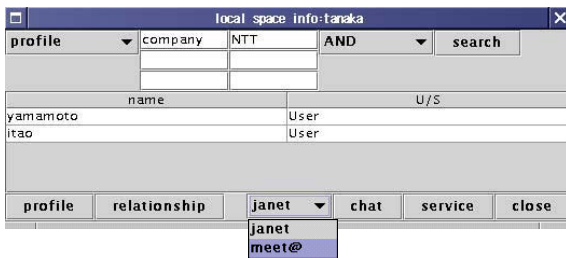 local space info:tanaka
profile company NTT AND search
name U/S
yamamoto User
itao User
profile relationship janet chat service close
janet
meet@